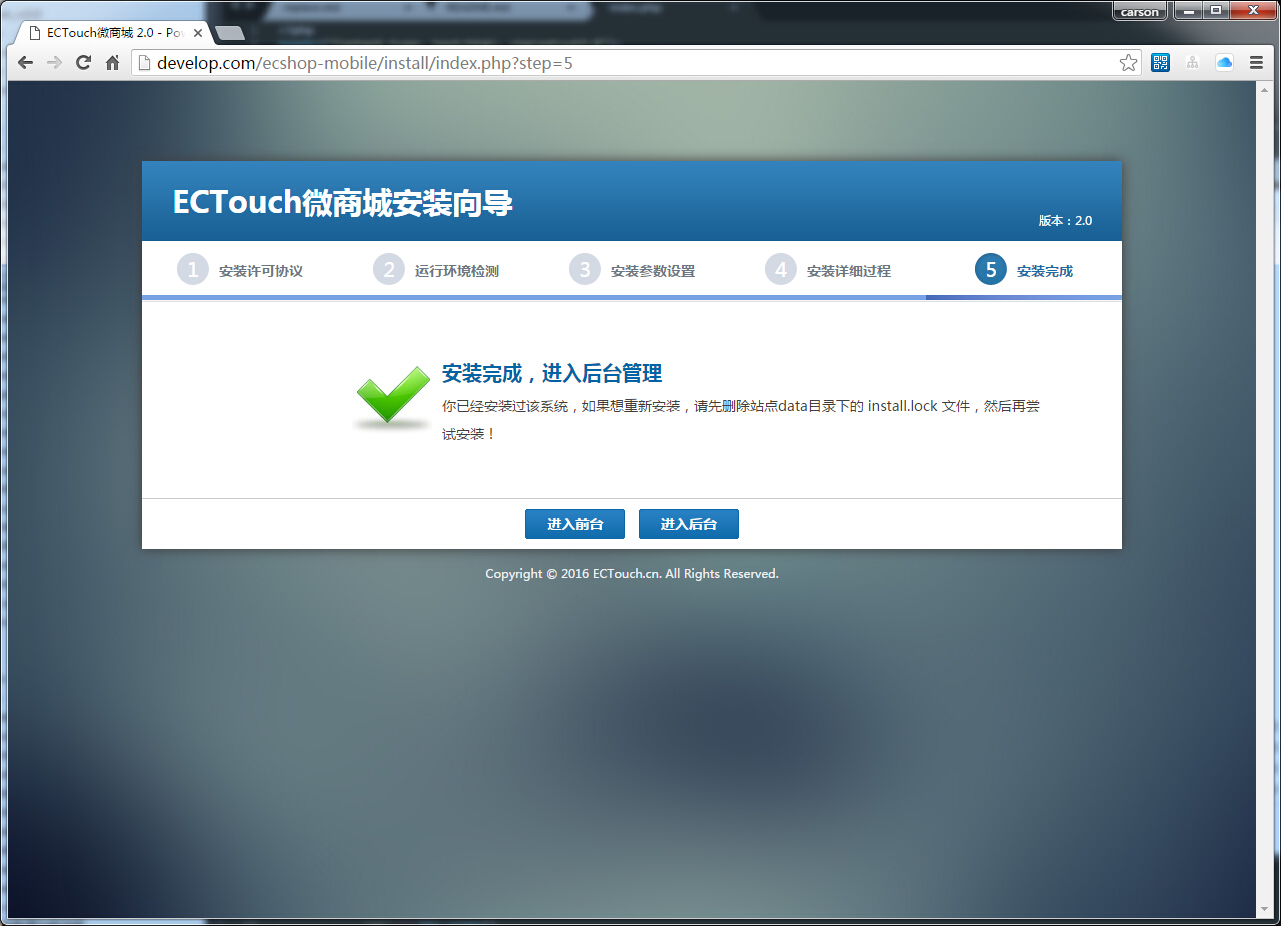 carson
ECTouch微商城 2.0 - Pow
develop.com/ecshop-mobile/install/index.php?step=5
ECTouch微商城安装向导
版本：2.0
1 安装许可协议 2 运行环境检测 3 安装参数设置 4 安装详细过程 5 安装完成
安装完成，进入后台管理
你已经安装过该系统，如果想重新安装，请先删除站点data目录下的 install.lock 文件，然后再尝
试安装！
进入前台 进入后台
Copyright © 2016 ECTouch.cn. All Rights Reserved.